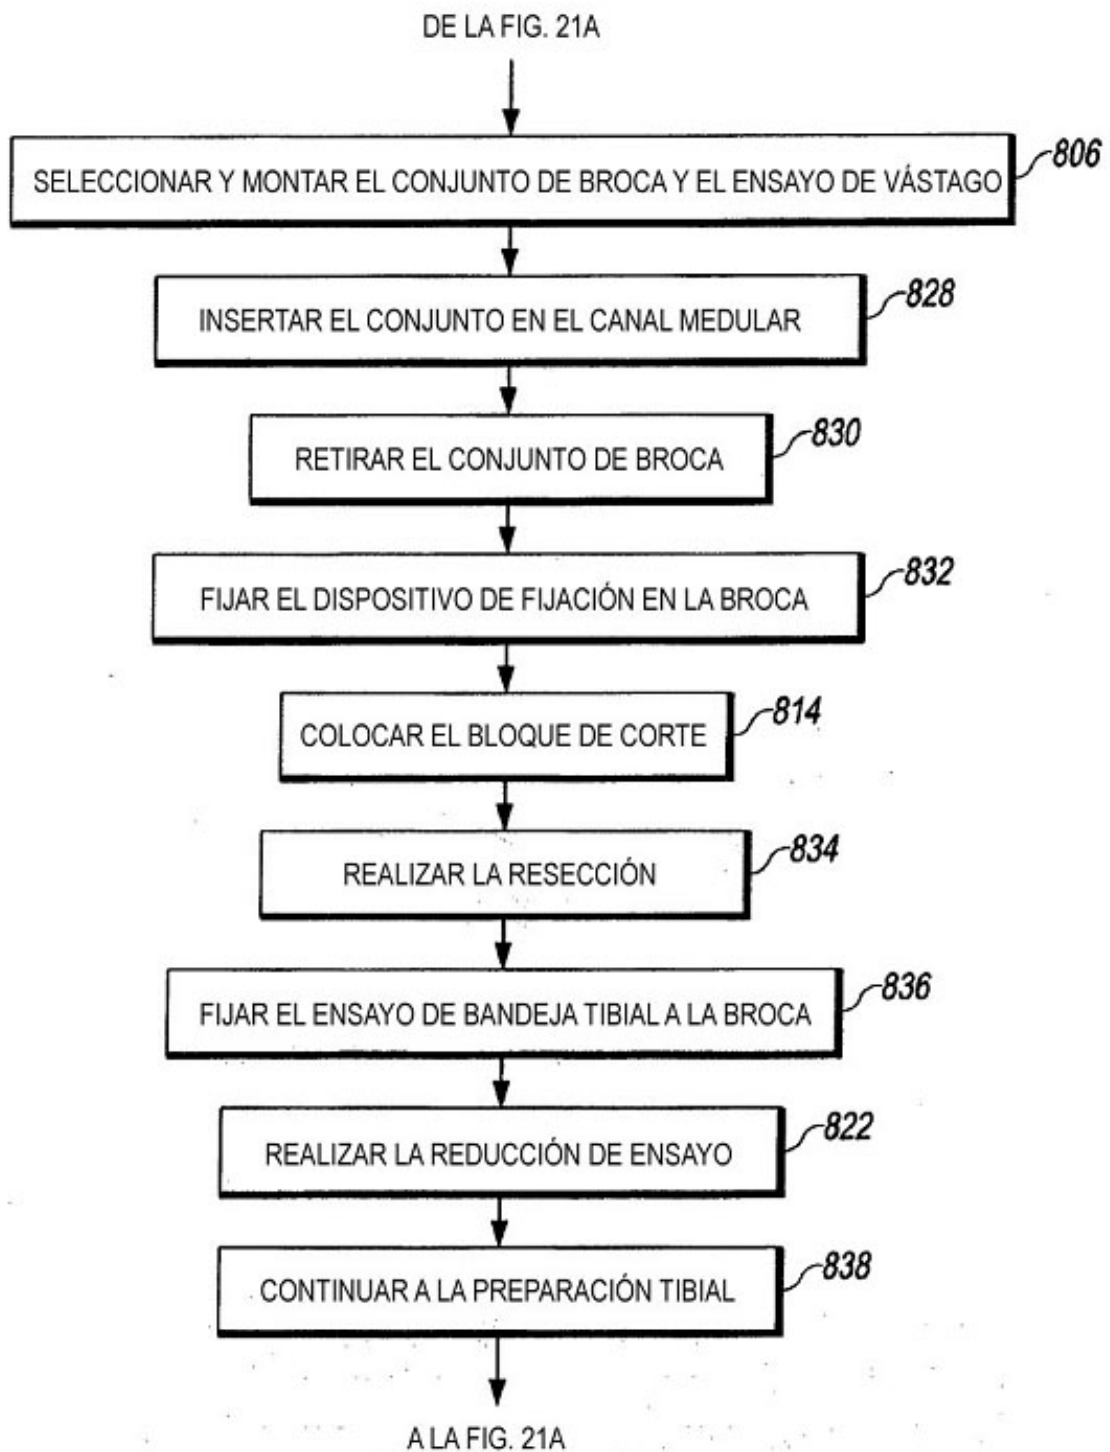 DE LA FIG. 21A
SELECCIONAR Y MONTAR EL CONJUNTO DE BROCA Y EL ENSAYO DE VÁSTAGO
806
INSERTAR EL CONJUNTO EN EL CANAL MEDULAR
828
RETIRAR EL CONJUNTO DE BROCA
830
FIJAR EL DISPOSITIVO DE FIJACIÓN EN LA BROCA
832
COLOCAR EL BLOQUE DE CORTE
814
REALIZAR LA RESECCIÓN
834
FIJAR EL ENSAYO DE BANDEJA TIBIAL A LA BROCA
836
REALIZAR LA REDUCCIÓN DE ENSAYO
822
CONTINUAR A LA PREPARACIÓN TIBIAL
838
A LA FIG. 21A